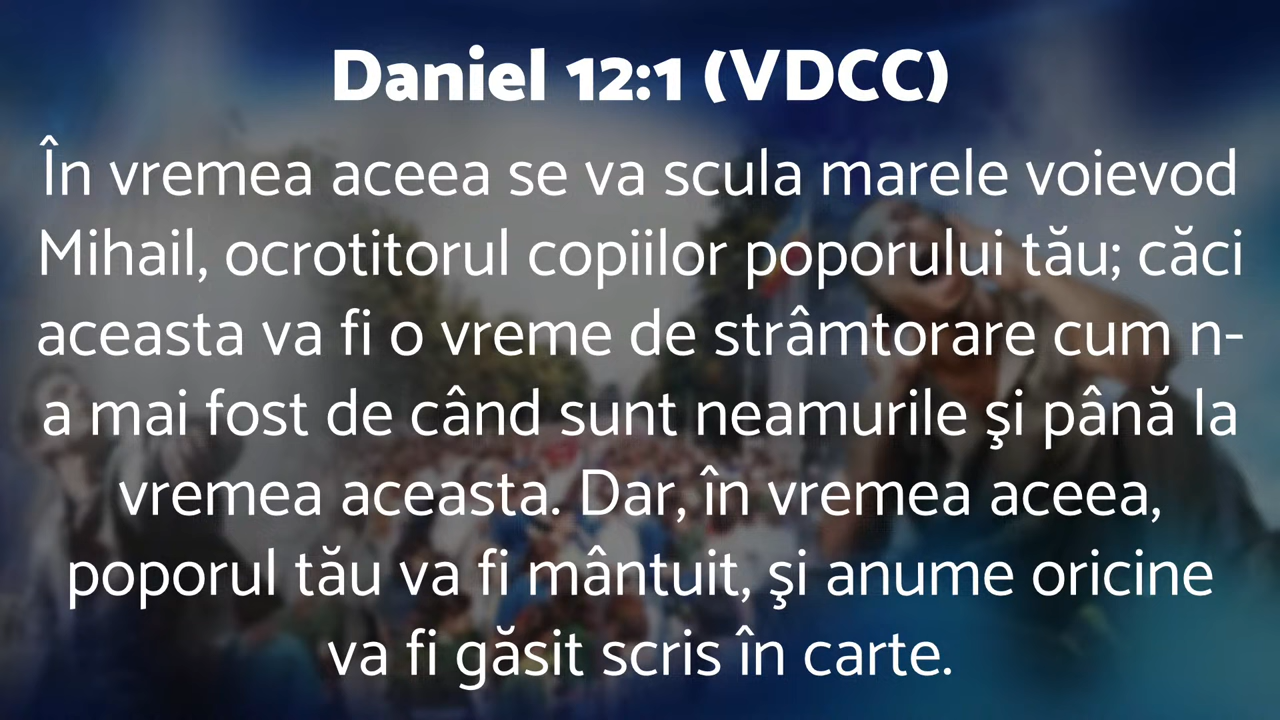 Daniel 12:1 (VDCC)
În vremea aceea se va scula marele voievod
Mihail, ocrotitorul copiilor poporului tău; căci
aceasta va fi o vreme de strâmtorare cum n-
a mai fost de când sunt neamurile şi până la
vremea aceasta. Dar, în vremea aceea,
poporul tău va fi mântuit, şi anume oricine
va fi găsit scris în carte.